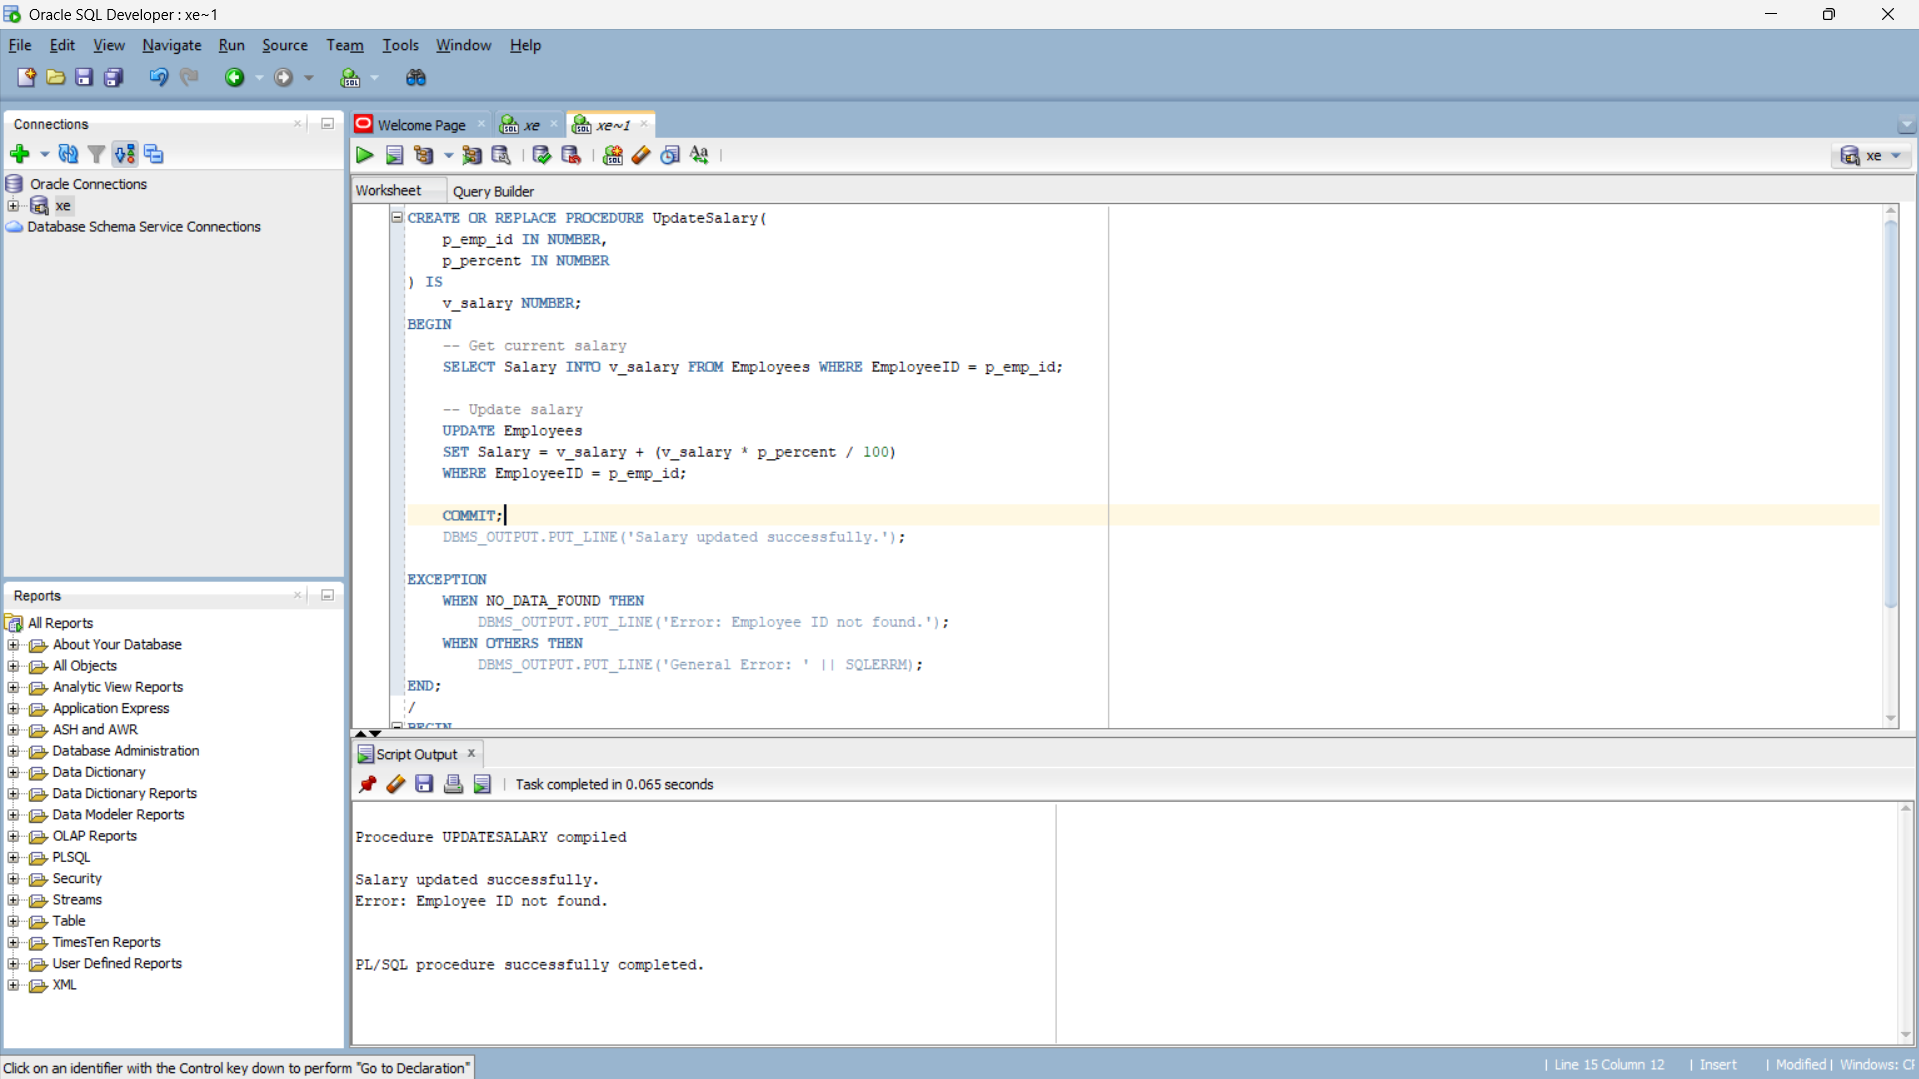 Oracle SQL Developer : xe~1
File Edit View Navigate Run Source Team Tools Window Help
Connections
Oracle Connections
xe
Database Schema Service Connections
Reports
All Reports
About Your Database
All Objects
Analytic View Reports
Application Express
ASH and AWR
Database Administration
Data Dictionary
Data Dictionary Reports
Data Modeler Reports
OLAP Reports
PLSQL
Security
Streams
Table
TimesTen Reports
User Defined Reports
XML
Welcome Page xe xe~1
xe
Worksheet Query Builder
CREATE OR REPLACE PROCEDURE UpdateSalary(
    p_emp_id IN NUMBER,
    p_percent IN NUMBER
) IS
    v_salary NUMBER;
BEGIN
    -- Get current salary
    SELECT Salary INTO v_salary FROM Employees WHERE EmployeeID = p_emp_id;
    -- Update salary
    UPDATE Employees
    SET Salary = v_salary + (v_salary * p_percent / 100)
    WHERE EmployeeID = p_emp_id;
    COMMIT;
    DBMS_OUTPUT.PUT_LINE('Salary updated successfully.');
EXCEPTION
    WHEN NO_DATA_FOUND THEN
        DBMS_OUTPUT.PUT_LINE('Error: Employee ID not found.');
    WHEN OTHERS THEN
        DBMS_OUTPUT.PUT_LINE('General Error: ' || SQLERRM);
END;
/
BEGIN
Script Output
Task completed in 0.065 seconds
Procedure UPDATESALARY compiled
Salary updated successfully.
Error: Employee ID not found.
PL/SQL procedure successfully completed.
Click on an identifier with the Control key down to perform "Go to Declaration"
| Line 15 Column 12 | Insert | Modified | Windows: CF